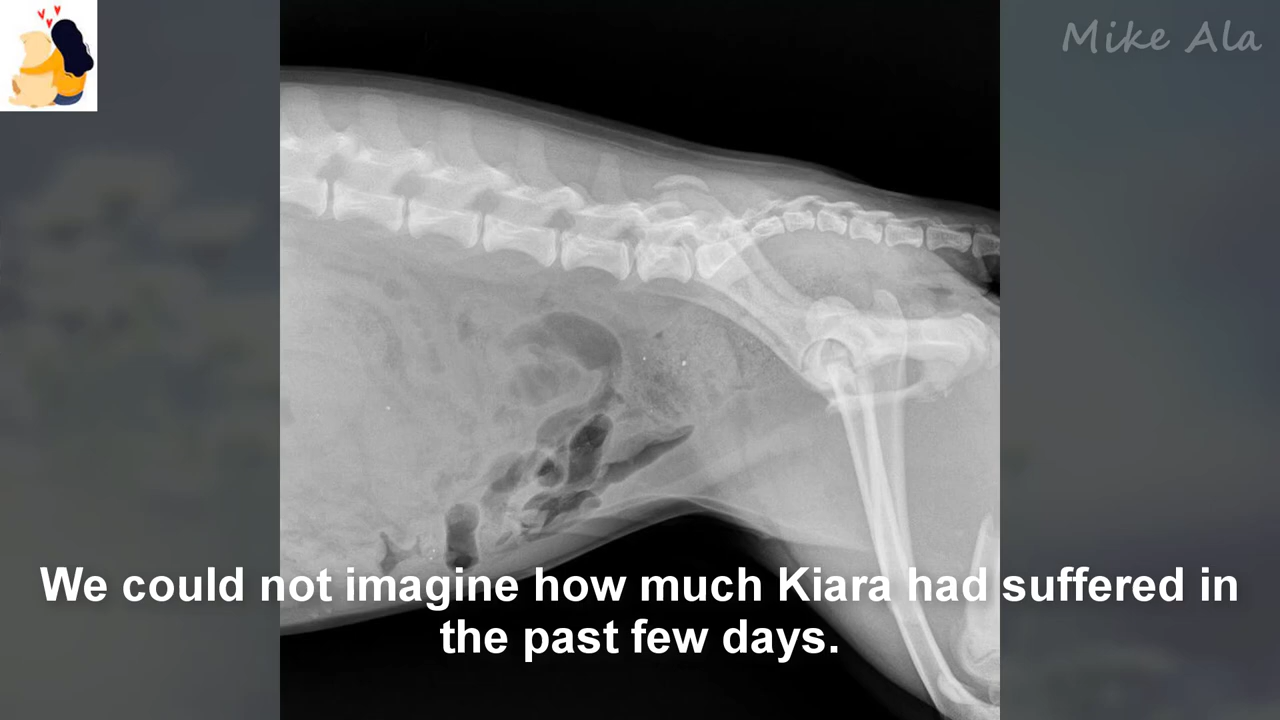 Mike Ala
We could not imagine how much Kiara had suffered in
the past few days.